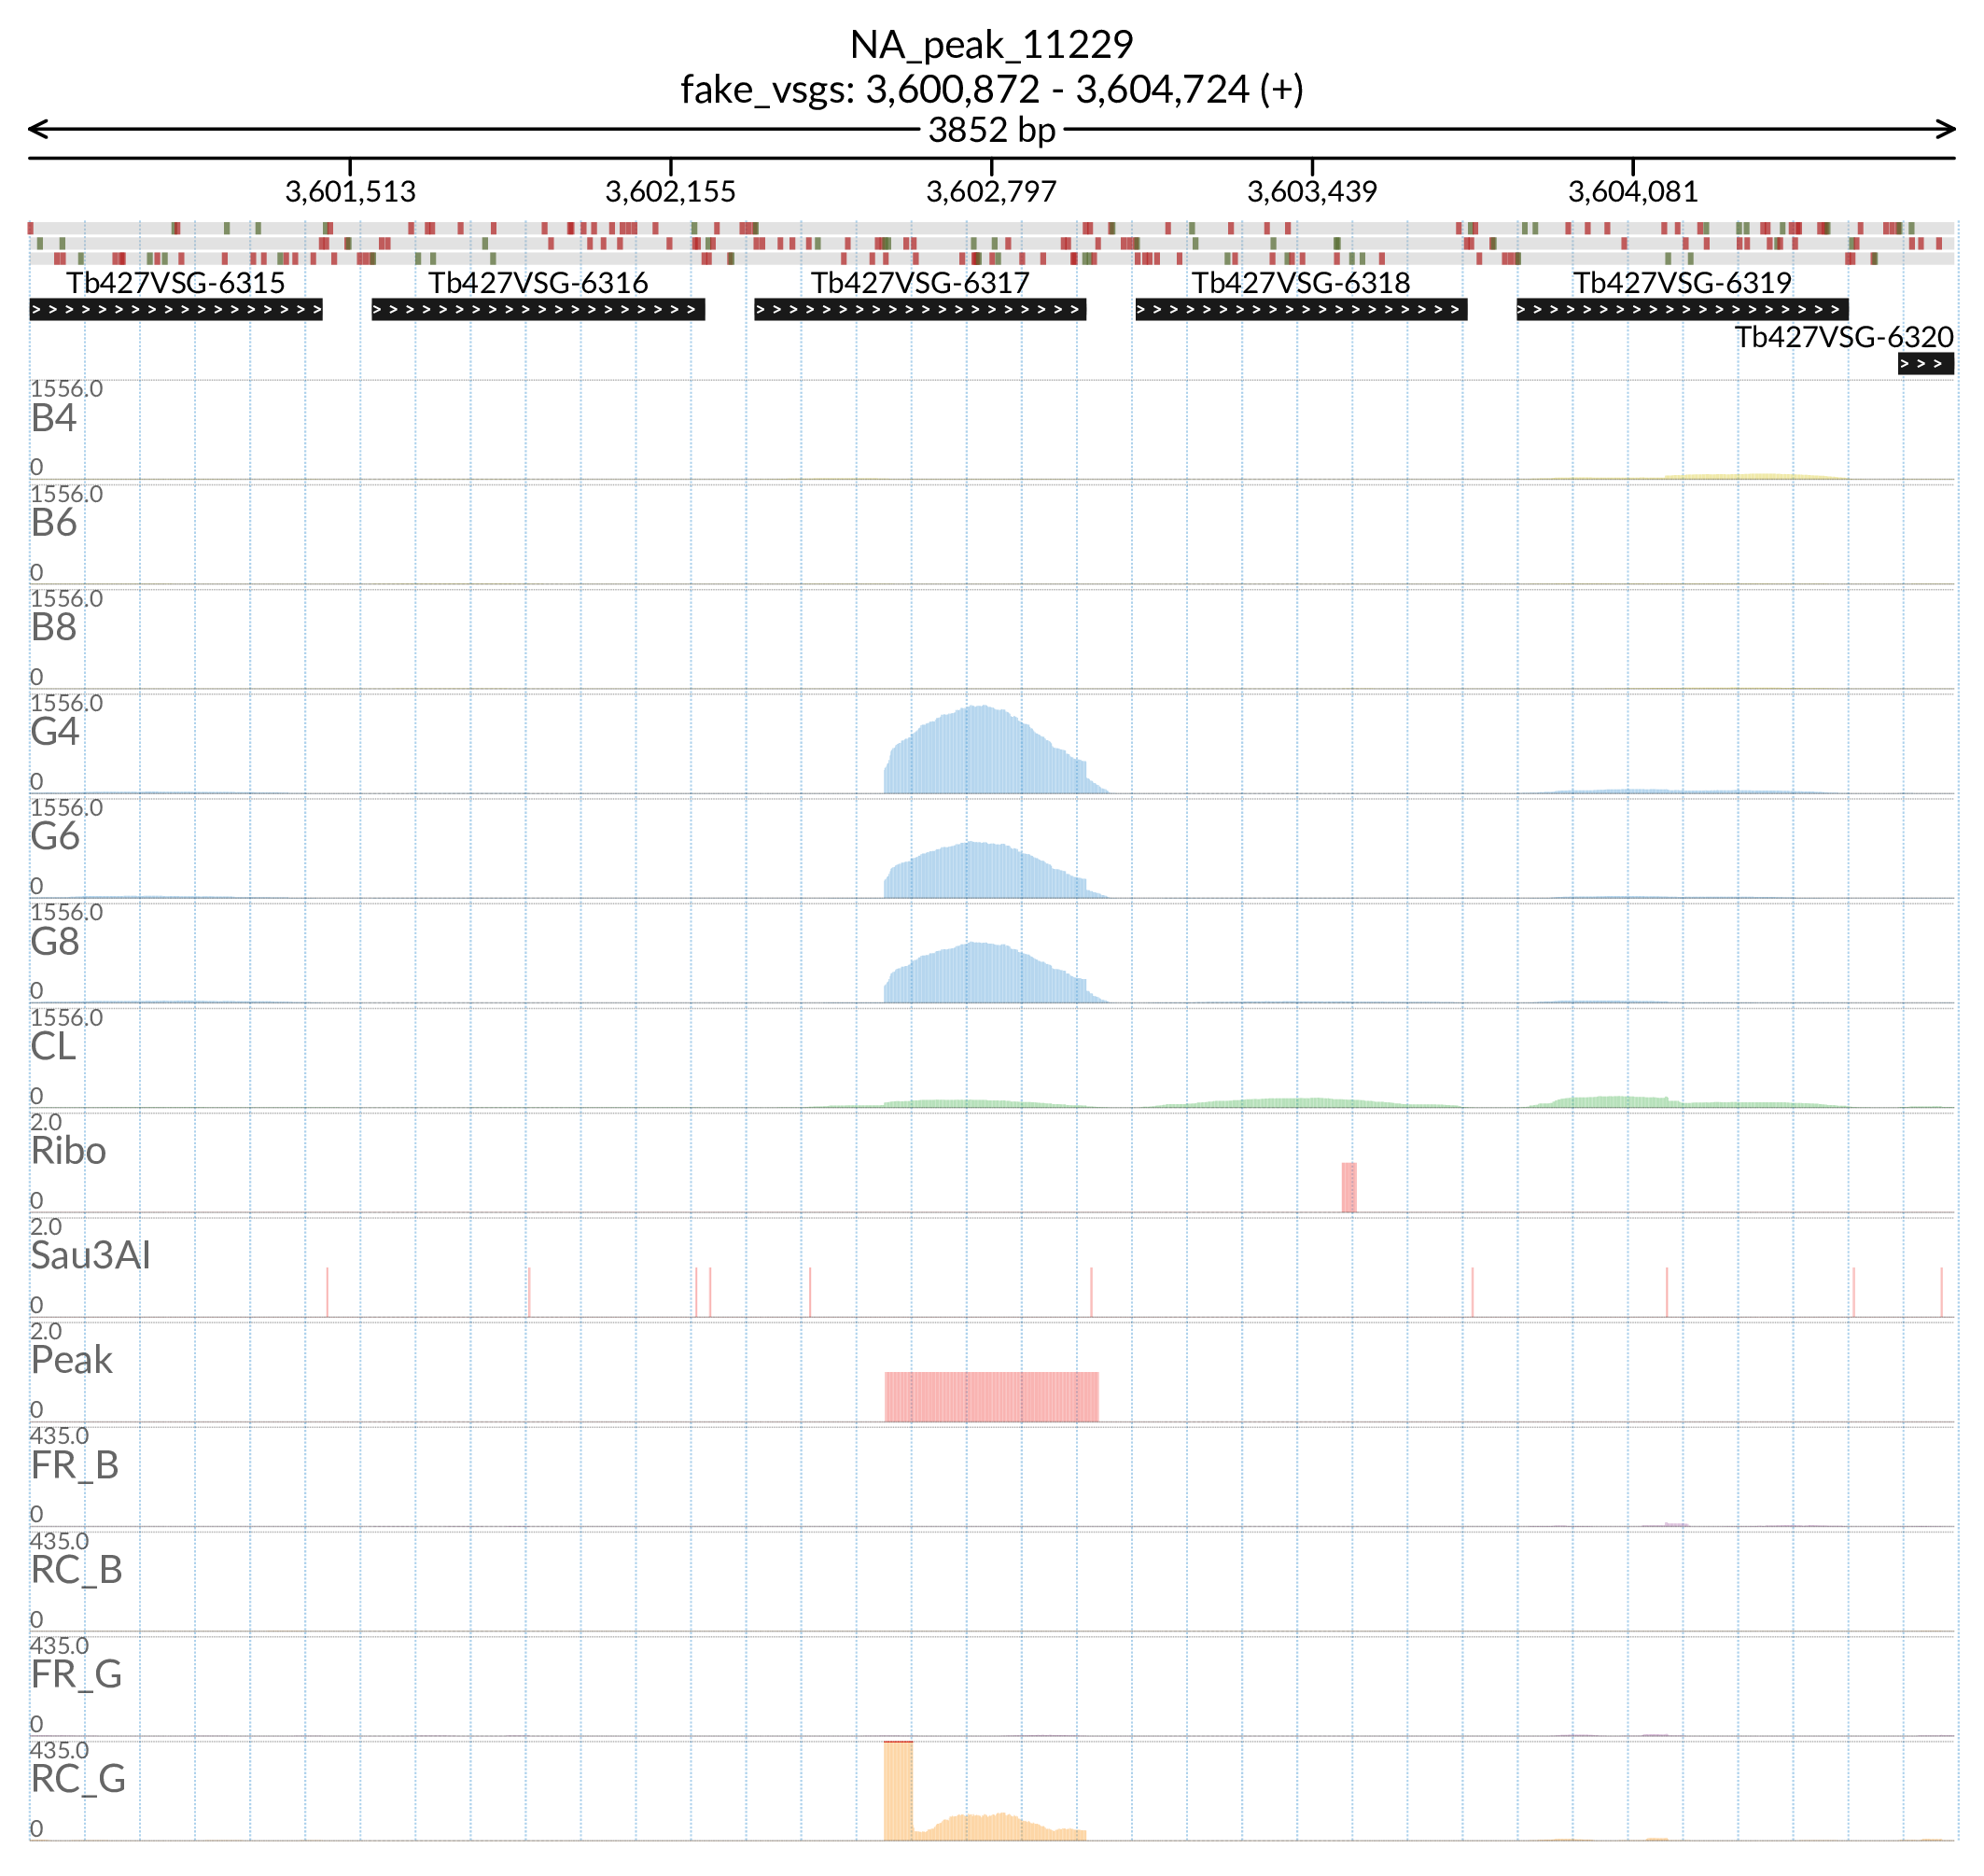 NA_peak_11229
fake_vsgs: 3,600,872 - 3,604,724 (+)
3852 bp
3,601,513 3,602,155 3,602,797 3,603,439 3,604,081
Tb427VSG-6315 Tb427VSG-6316 Tb427VSG-6317 Tb427VSG-6318 Tb427VSG-6319
Tb427VSG-6320
1556.0
B4
0
1556.0
B6
0
1556.0
B8
0
1556.0
G4
0
1556.0
G6
0
1556.0
G8
0
1556.0
CL
0
2.0
Ribo
0
2.0
Sau3AI
0
2.0
Peak
0
435.0
FR_B
0
435.0
RC_B
0
435.0
FR_G
0
435.0
RC_G
0